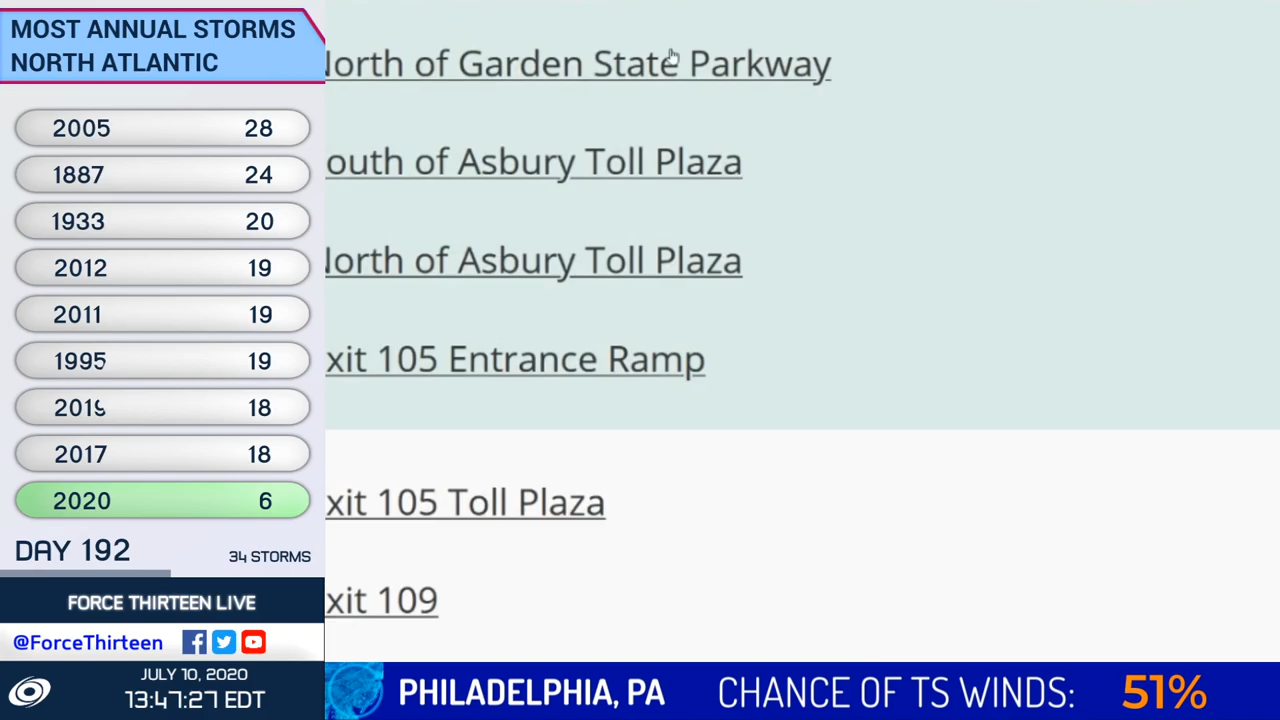 MOST ANNUAL STORMS
NORTH ATLANTIC
2005 28
1887 24
1933 20
2012 19
2011 19
1995 19
18
2017 18
2020 6
DAY 192
34 STORMS
FORCE THIRTEEN LIVE
@ForceThirteen
JULY 10, 2020
13:47:27 EDT
North of Garden State Parkway
outh of Asbury Toll Plaza
North of Asbury Toll Plaza
xit 105 Entrance Ramp
xit 105 Toll Plaza
xit 109
PHILADELPHIA, PA CHANCE OF TS WINDS: 51%